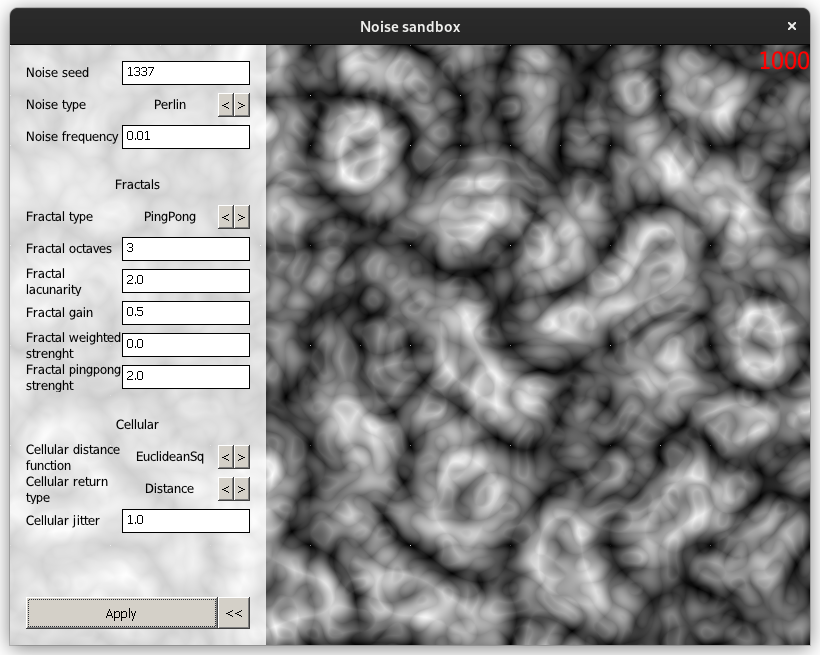 Noise sandbox
×
1000
Noise seed 1337
Noise type Perlin < >
Noise frequency 0.01
Fractals
Fractal type PingPong < >
Fractal octaves 3
Fractal
lacunarity 2.0
Fractal gain 0.5
Fractal weighted
strenght 0.0
Fractal pingpong
strenght 2.0
Cellular
Cellular distance
function EuclideanSq < >
Cellular return
type Distance < >
Cellular jitter 1.0
Apply <<